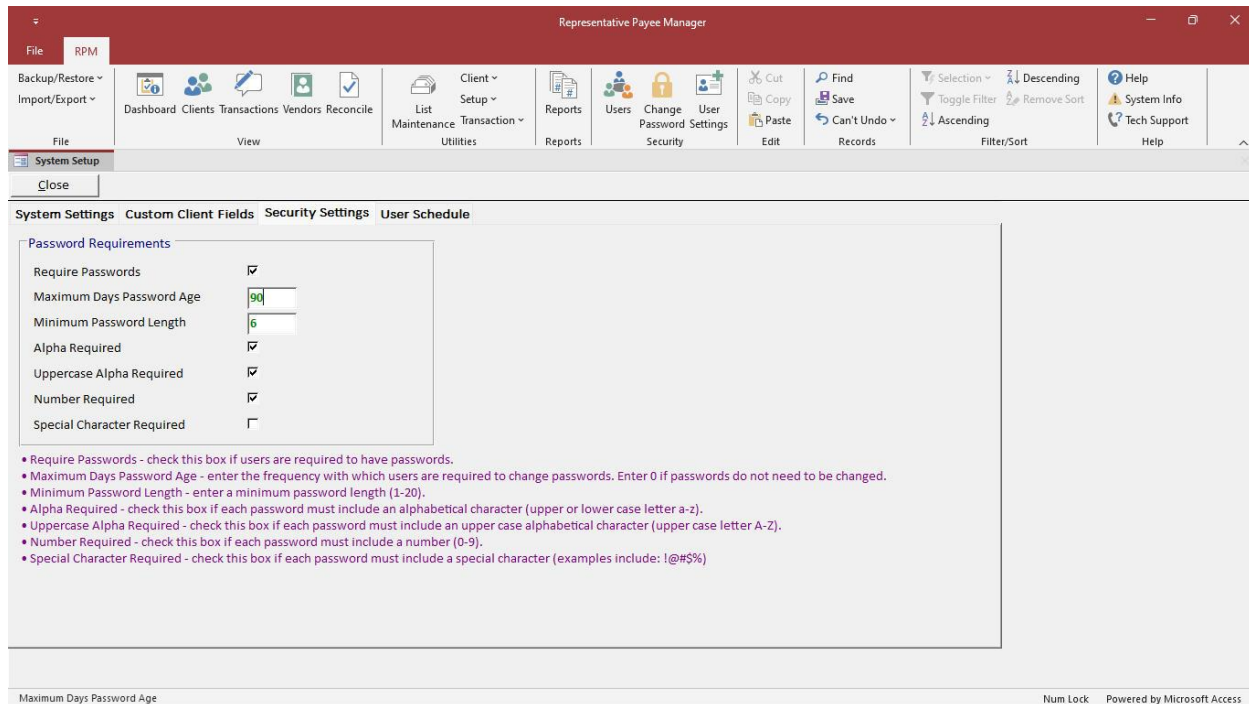 Representative Payee Manager
File RPM
Backup/Restore
Import/Export
File
Dashboard Clients Transactions Vendors Reconcile
View
List Maintenance
Client
Setup
Transaction
Utilities
Reports
Reports
Users Change Password User Settings
Security
Cut
Copy
Paste
Edit
Find
Save
Can't Undo
Records
Selection Descending
Toggle Filter Remove Sort
Ascending
Filter/Sort
Help
System Info
Tech Support
Help
System Setup
Close
System Settings Custom Client Fields Security Settings User Schedule
Password Requirements
Require Passwords
Maximum Days Password Age 90
Minimum Password Length 6
Alpha Required
Uppercase Alpha Required
Number Required
Special Character Required
• Require Passwords - check this box if users are required to have passwords.
• Maximum Days Password Age - enter the frequency with which users are required to change passwords. Enter 0 if passwords do not need to be changed.
• Minimum Password Length - enter a minimum password length (1-20).
• Alpha Required - check this box if each password must include an alphabetical character (upper or lower case letter a-z).
• Uppercase Alpha Required - check this box if each password must include an upper case alphabetical character (upper case letter A-Z).
• Number Required - check this box if each password must include a number (0-9).
• Special Character Required - check this box if each password must include a special character (examples include: !@#$%)
Maximum Days Password Age Num Lock Powered by Microsoft Access